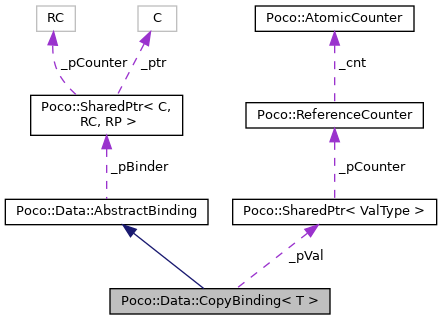 RC
C
Poco::AtomicCounter
_pCounter
_ptr
_cnt
Poco::SharedPtr< C,
RC, RP >
Poco::ReferenceCounter
_pBinder
_pCounter
Poco::Data::AbstractBinding
Poco::SharedPtr< ValType >
_pVal
Poco::Data::CopyBinding< T >